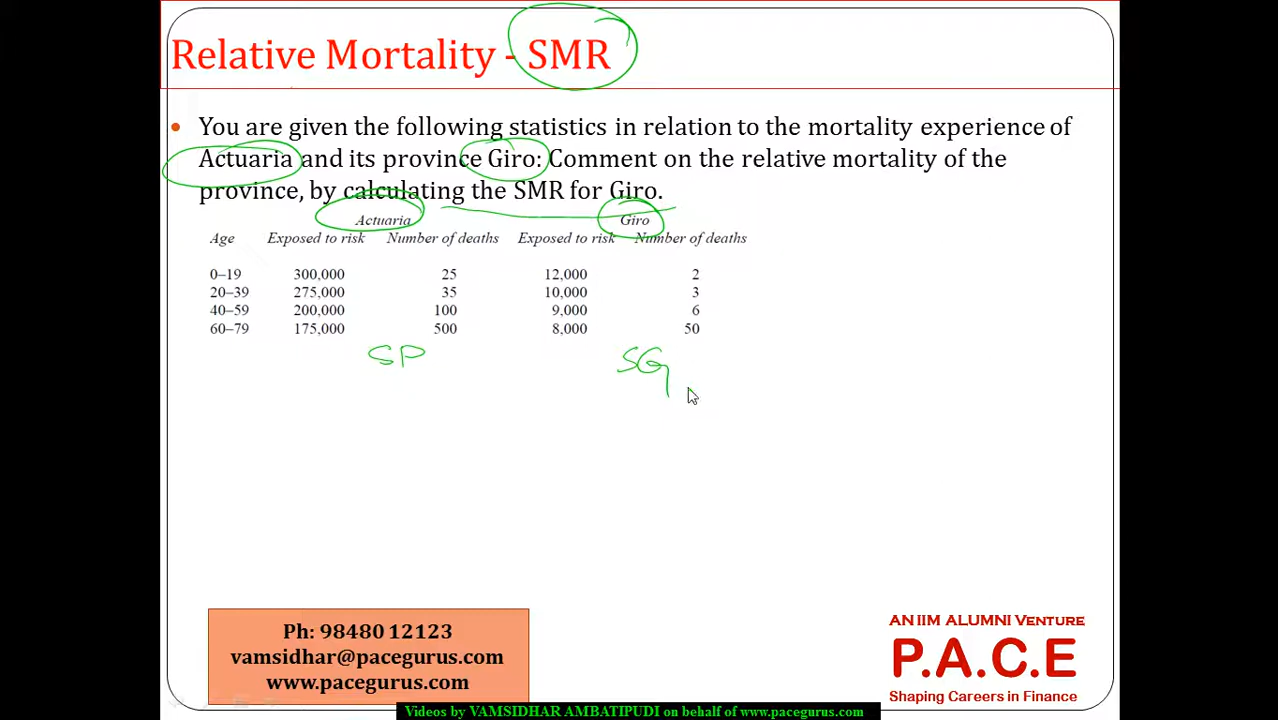 Relative Mortality - SMR
• You are given the following statistics in relation to the mortality experience of
Actuaria and its province Giro: Comment on the relative mortality of the
province, by calculating the SMR for Giro.
Actuaria Giro
Age Exposed to risk Number of deaths Exposed to risk Number of deaths
0–19 300,000 25 12,000 2
20–39 275,000 35 10,000 3
40–59 200,000 100 9,000 6
60–79 175,000 500 8,000 50
SP SG
Ph: 98480 12123
vamsidhar@pacegurus.com
www.pacegurus.com
AN IIM ALUMNI VENTURE
P.A.C.E
Shaping Careers in Finance
Videos by VAMSIDHAR AMBATIPUDI on behalf of www.pacegurus.com